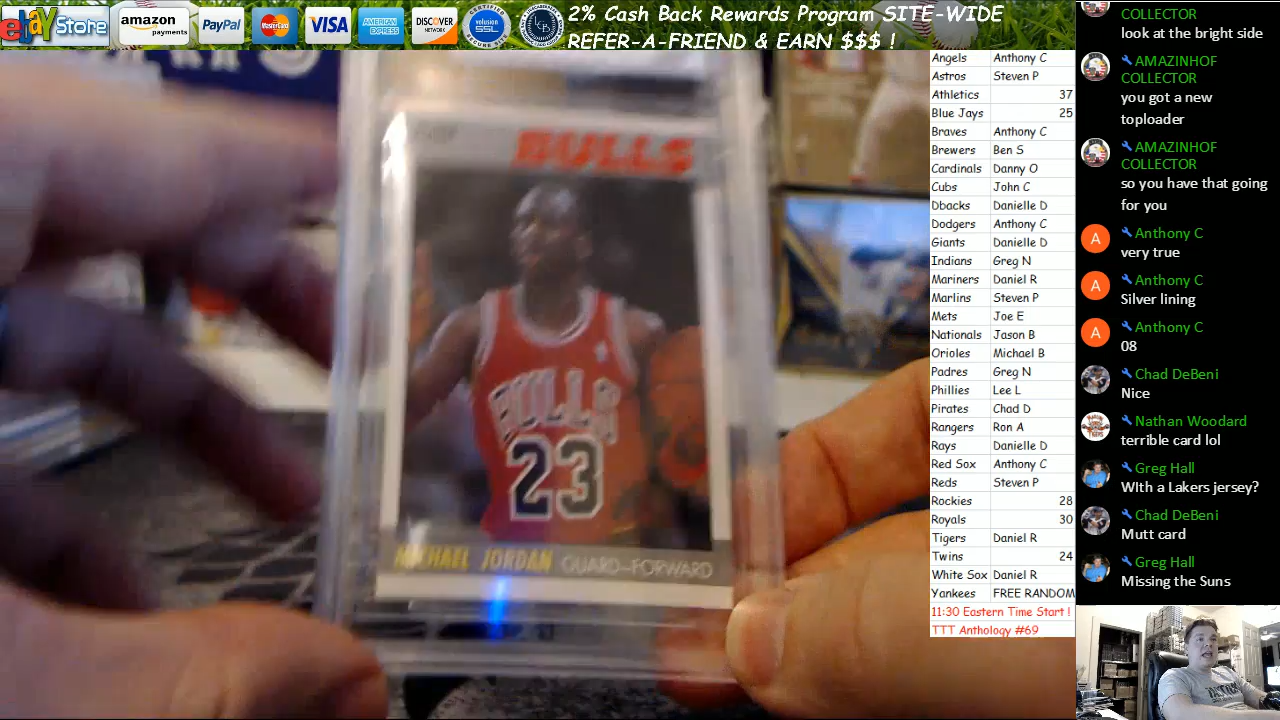 ebay Store
amazon
payments
PayPal
MasterCard
VISA
AMERICAN
EXPRESS
DISCOVER
NETWORK
volusion
SSL
2% Cash Back Rewards Program SITE-WIDE
REFER-A-FRIEND & EARN $$$ !
BULLS
BULLS
23
MICHAEL JORDAN GUARD-FORWARD
Angels Anthony C
Astros Steven P
Athletics 37
Blue Jays 25
Braves Anthony C
Brewers Ben S
Cardinals Danny O
Cubs John C
Dbacks Danielle D
Dodgers Anthony C
Giants Danielle D
Indians Greg N
Mariners Daniel R
Marlins Steven P
Mets Joe E
Nationals Jason B
Orioles Michael B
Padres Greg N
Phillies Lee L
Pirates Chad D
Rangers Ron A
Rays Danielle D
Red Sox Anthony C
Reds Steven P
Rockies 28
Royals 30
Tigers Daniel R
Twins 24
White Sox Daniel R
Yankees FREE RANDOM
11:30 Eastern Time Start !
TTT Anthology #69
COLLECTOR
look at the bright side
AMAZINHOF
COLLECTOR
you got a new
toploader
AMAZINHOF
COLLECTOR
so you have that going
for you
A Anthony C
very true
A Anthony C
Silver lining
A Anthony C
08
Chad DeBeni
Nice
Nathan Woodard
terrible card lol
Greg Hall
WIth a Lakers jersey?
Chad DeBeni
Mutt card
Greg Hall
Missing the Suns